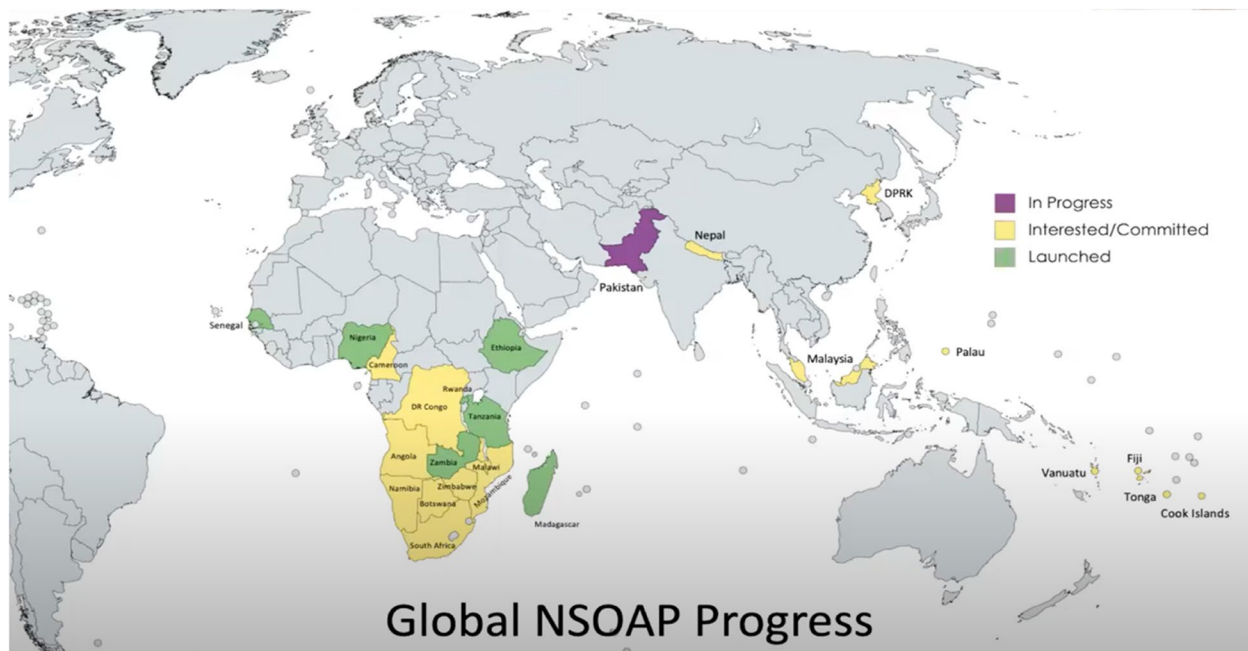 DPRK
In Progress
Interested/Committed
Launched
Nepal
Pakistan
Senegal
Nigeria
Ethiopia
Cameroon
Malaysia
Palau
Rwanda
DR Congo
Tanzania
Angola
Zambia
Malawi
Fiji
Vanuatu
Namibia
Zimbabwe
Mozambique
Botswana
Tonga
Cook Islands
Madagascar
South Africa
Global NSOAP Progress